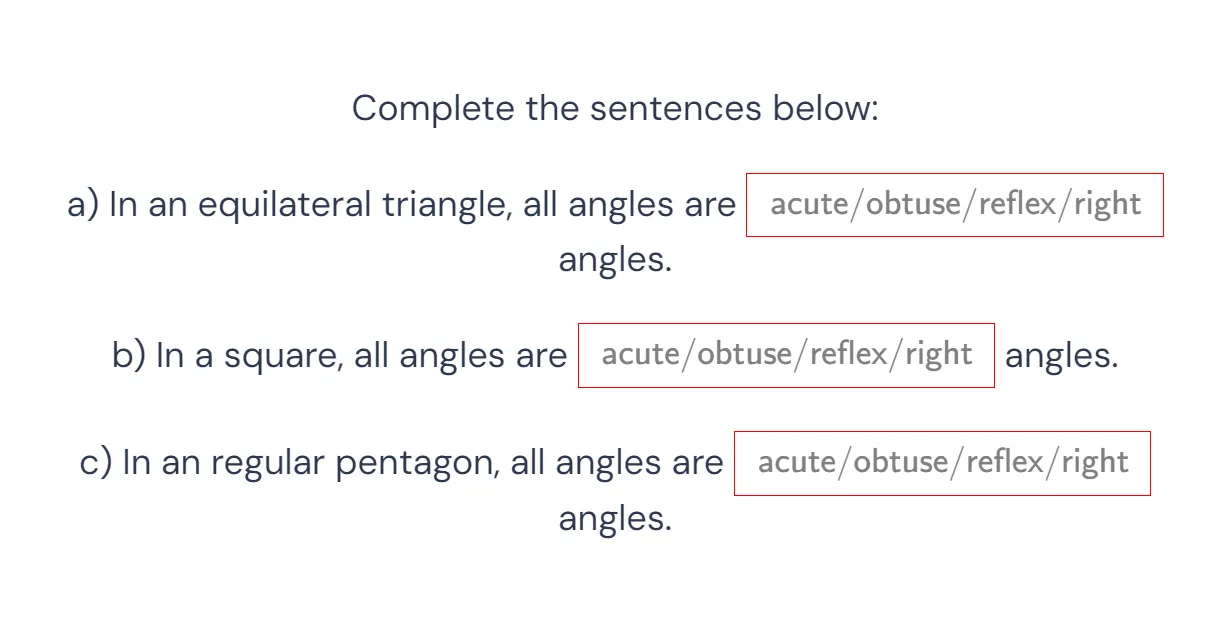 Complete the sentences below:
a) In an equilateral triangle, all angles are acute/obtuse/reflex/right
angles.
b) In a square, all angles are acute/obtuse/reflex/right angles.
c) In an regular pentagon, all angles are acute/obtuse/reflex/right
angles.